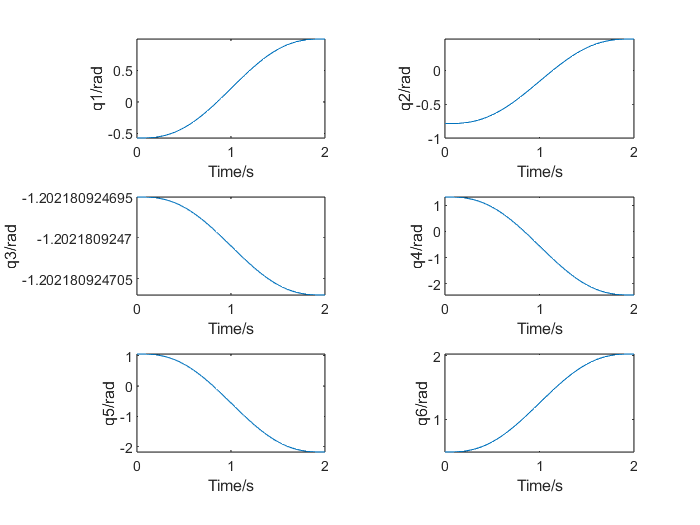 q1/rad
0.5
0
-0.5
0 1 2
Time/s
q2/rad
0
-0.5
-1
0 1 2
Time/s
q3/rad
-1.202180924695
-1.2021809247
-1.202180924705
0 1 2
Time/s
q4/rad
1
0
-1
-2
0 1 2
Time/s
q5/rad
1
0
-1
-2
0 1 2
Time/s
q6/rad
2
1
0 1 2
Time/s